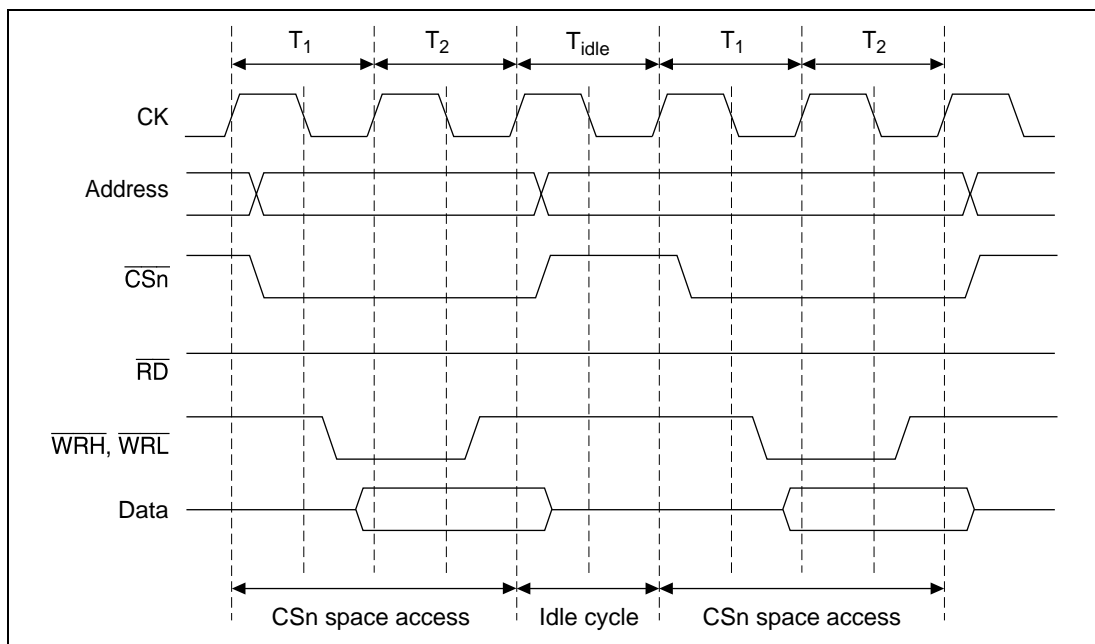 T1 T2 Tidle T1 T2
CK
Address
CSn
RD
WRH, WRL
Data
CSn space access Idle cycle CSn space access